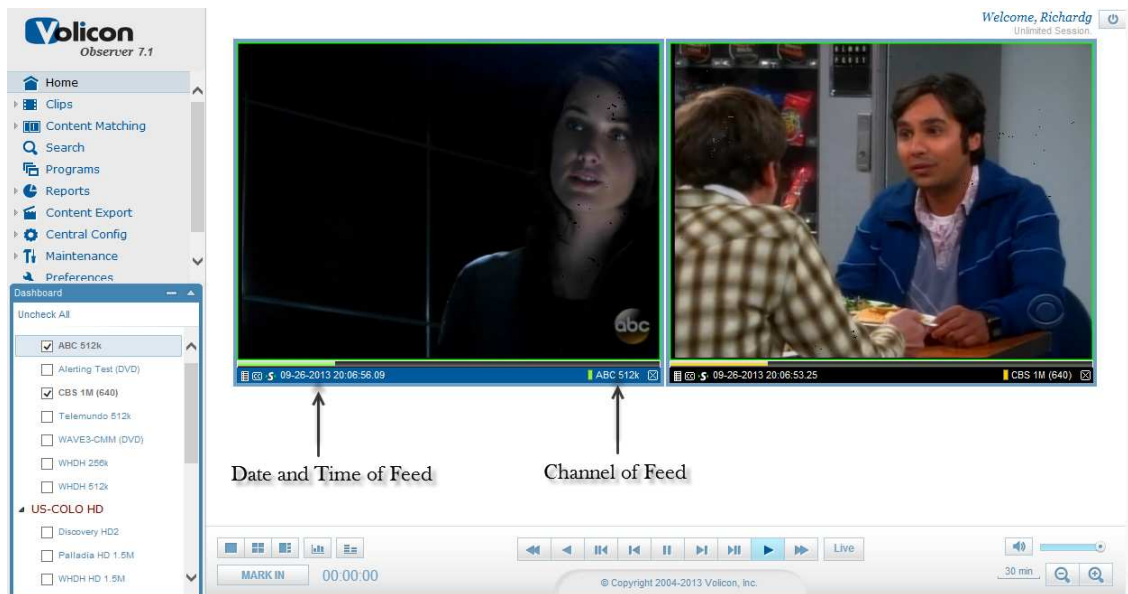 Volicon
Observer 7.1
Welcome, Richardg
Unlimited Session.
Home
Clips
Content Matching
Search
Programs
Reports
Content Export
Central Config
Maintenance
Preferences
Dashboard
Uncheck All
ABC 512k
Alerting Test (DVD)
CBS 1M (640)
Telemundo 512k
WAVE3-CMM (DVD)
WHDH 256k
WHDH 512k
US-COLO HD
Discovery HD2
Palladia HD 1.5M
WHDH HD 1.5M
abc
CC S 09-26-2013 20:06:56.09 ABC 512k
CC S 09-26-2013 20:06:53.25 CBS 1M (640)
Date and Time of Feed
Channel of Feed
Live
MARK IN 00:00:00
© Copyright 2004-2013 Volicon, Inc.
30 min